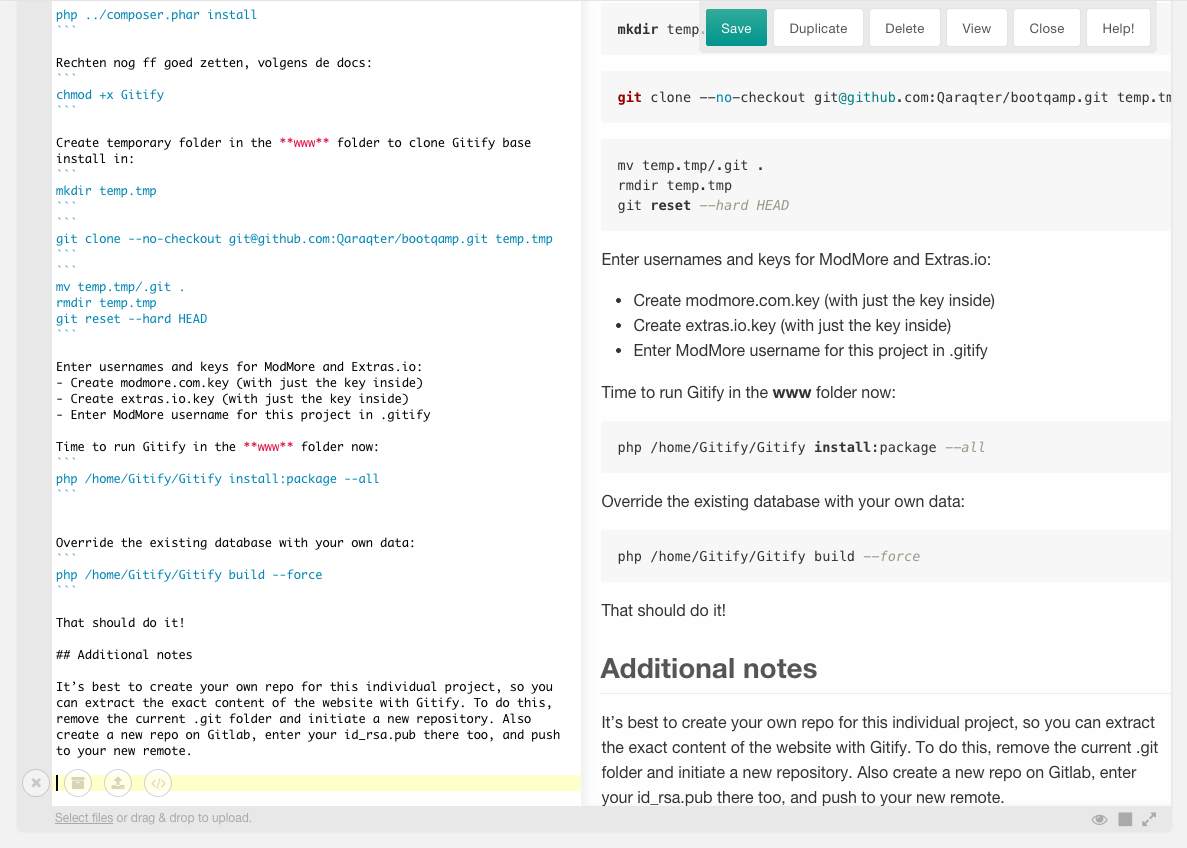 php ../composer.phar install
```
Rechten nog ff goed zetten, volgens de docs:
```
chmod +x Gitify
```
Create temporary folder in the **www** folder to clone Gitify base
install in:
```
mkdir temp.tmp
```
```
git clone --no-checkout git@github.com:Qaraqter/bootqamp.git temp.tmp
```
```
mv temp.tmp/.git .
rmdir temp.tmp
git reset --hard HEAD
```
Enter usernames and keys for ModMore and Extras.io:
- Create modmore.com.key (with just the key inside)
- Create extras.io.key (with just the key inside)
- Enter ModMore username for this project in .gitify
Time to run Gitify in the **www** folder now:
```
php /home/Gitify/Gitify install:package --all
```
Override the existing database with your own data:
```
php /home/Gitify/Gitify build --force
```
That should do it!
## Additional notes
It’s best to create your own repo for this individual project, so you
can extract the exact content of the website with Gitify. To do this,
remove the current .git folder and initiate a new repository. Also
create a new repo on Gitlab, enter your id_rsa.pub there too, and push
to your new remote.
Select files or drag & drop to upload.
Save Duplicate Delete View Close Help!
mkdir temp.
git clone --no-checkout git@github.com:Qaraqter/bootqamp.git temp.tm
mv temp.tmp/.git .
rmdir temp.tmp
git reset --hard HEAD
Enter usernames and keys for ModMore and Extras.io:
• Create modmore.com.key (with just the key inside)
• Create extras.io.key (with just the key inside)
• Enter ModMore username for this project in .gitify
Time to run Gitify in the www folder now:
php /home/Gitify/Gitify install:package --all
Override the existing database with your own data:
php /home/Gitify/Gitify build --force
That should do it!
Additional notes
It’s best to create your own repo for this individual project, so you can extract
the exact content of the website with Gitify. To do this, remove the current .git
folder and initiate a new repository. Also create a new repo on Gitlab, enter
your id_rsa.pub there too, and push to your new remote.